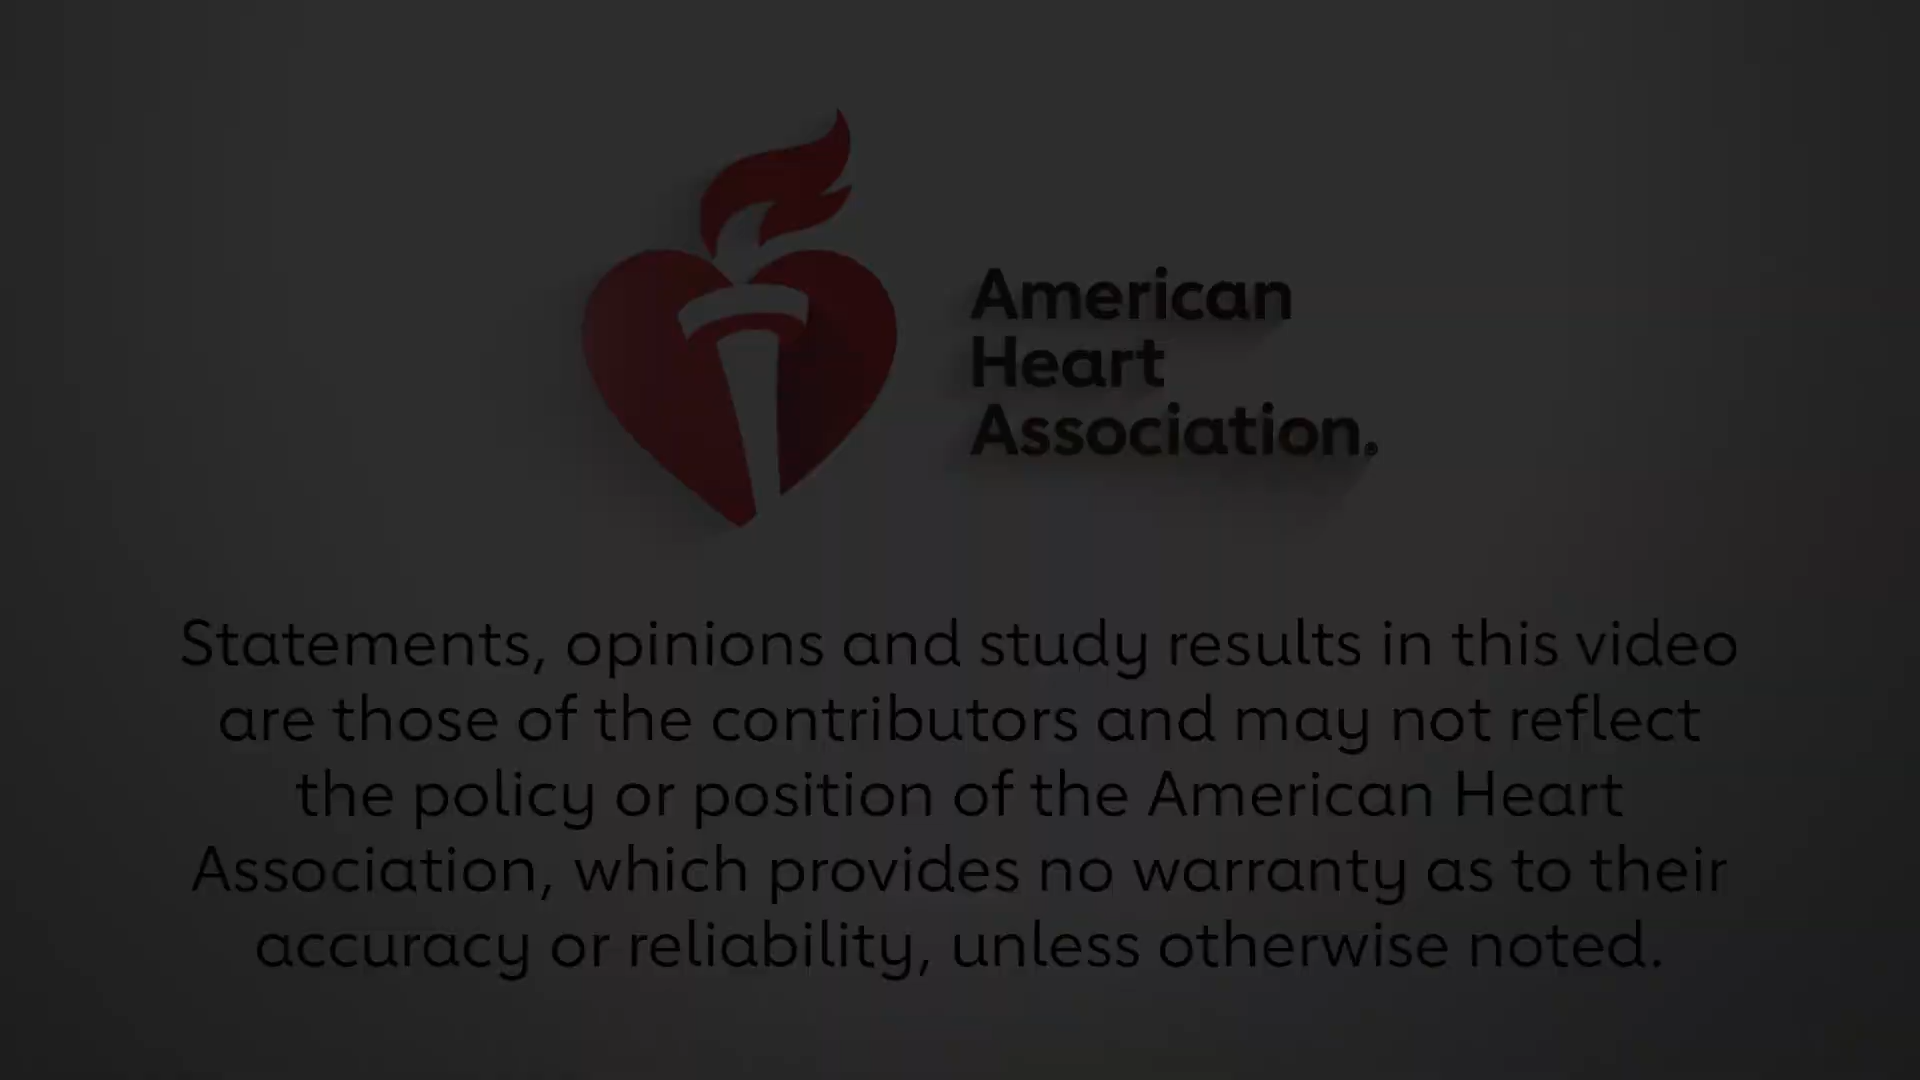 American
Heart
Association®
Statements, opinions and study results in this video
are those of the contributors and may not reflect
the policy or position of the American Heart
Association, which provides no warranty as to their
accuracy or reliability, unless otherwise noted.